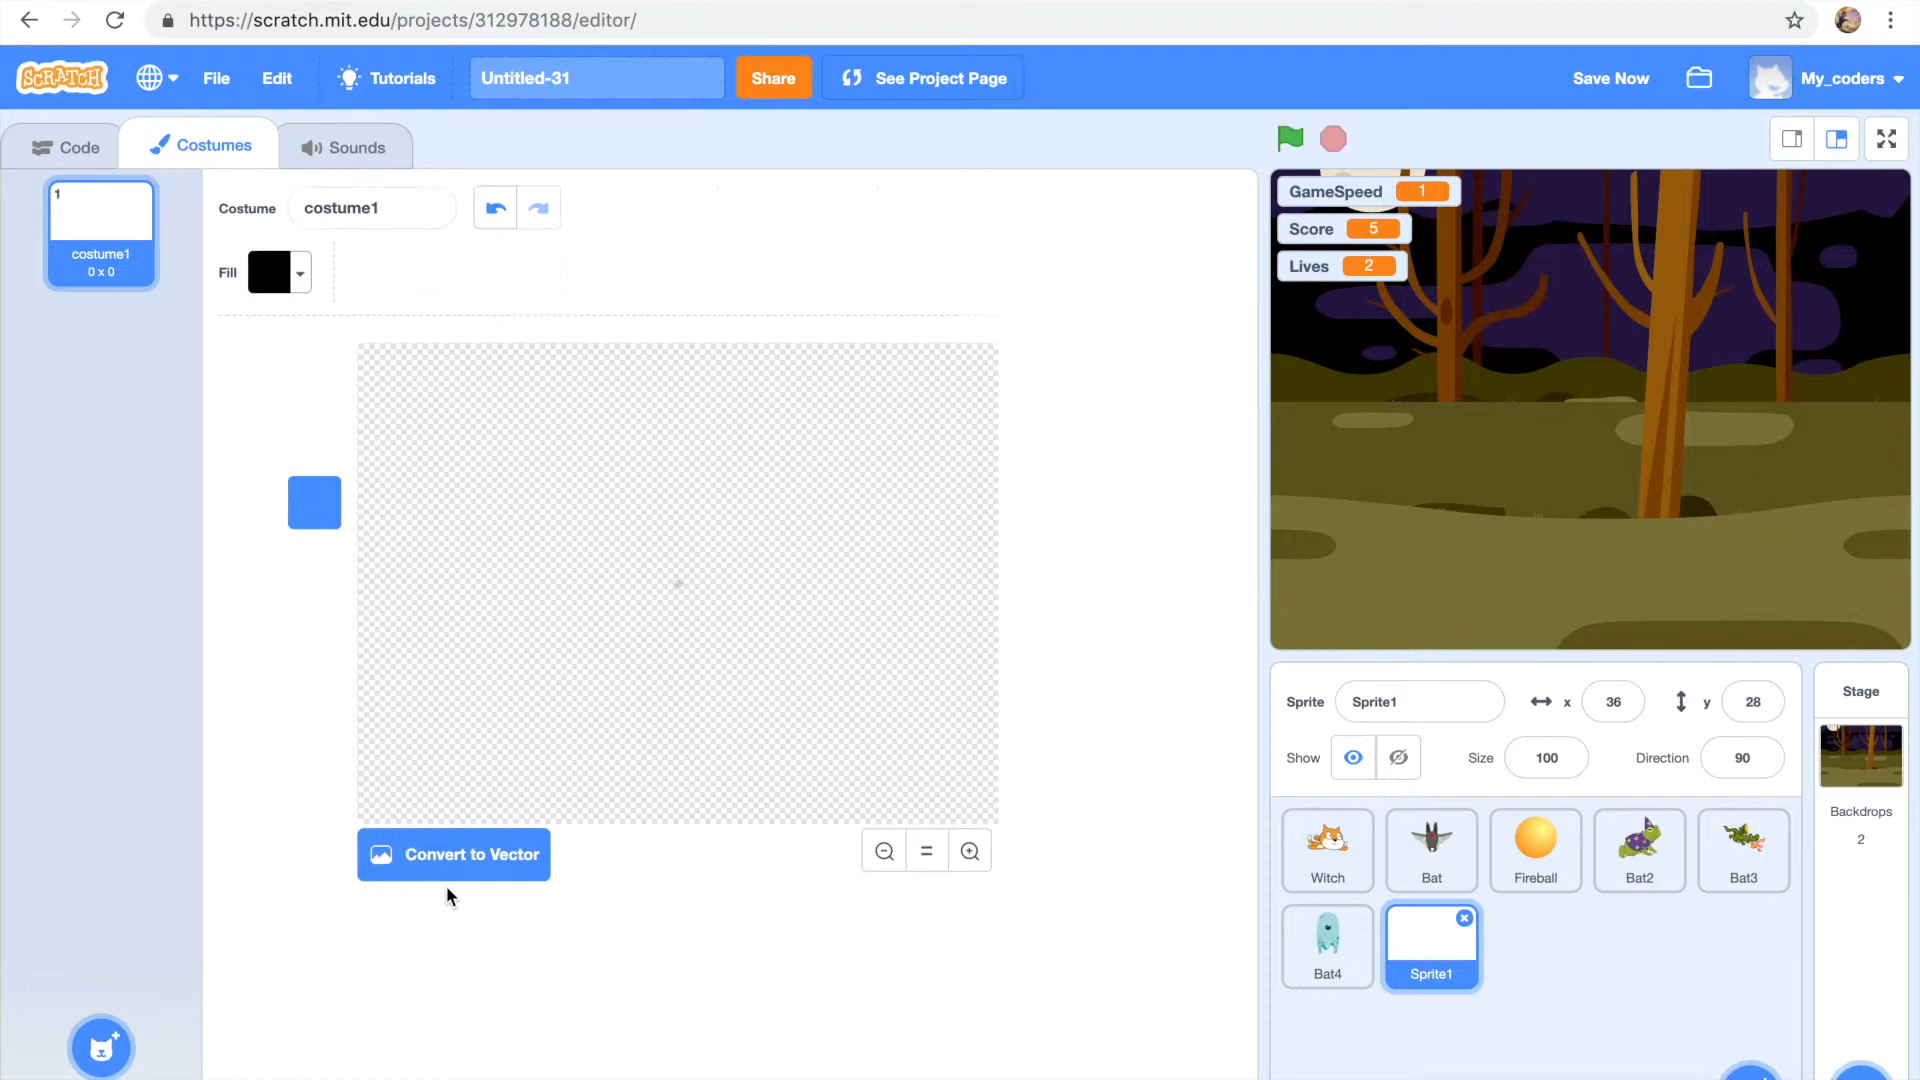 https://scratch.mit.edu/projects/312978188/editor/
SCRATCH
File
Edit
Tutorials
Untitled-31
Share
See Project Page
Save Now
My_coders
Code
Costumes
Sounds
1
costume1
0 x 0
Costume
costume1
Fill
Convert to Vector
GameSpeed 1
Score 5
Lives 2
Sprite
Sprite1
x
36
y
28
Show
Size
100
Direction
90
Witch
Bat
Fireball
Bat2
Bat3
Bat4
Sprite1
Stage
Backdrops
2